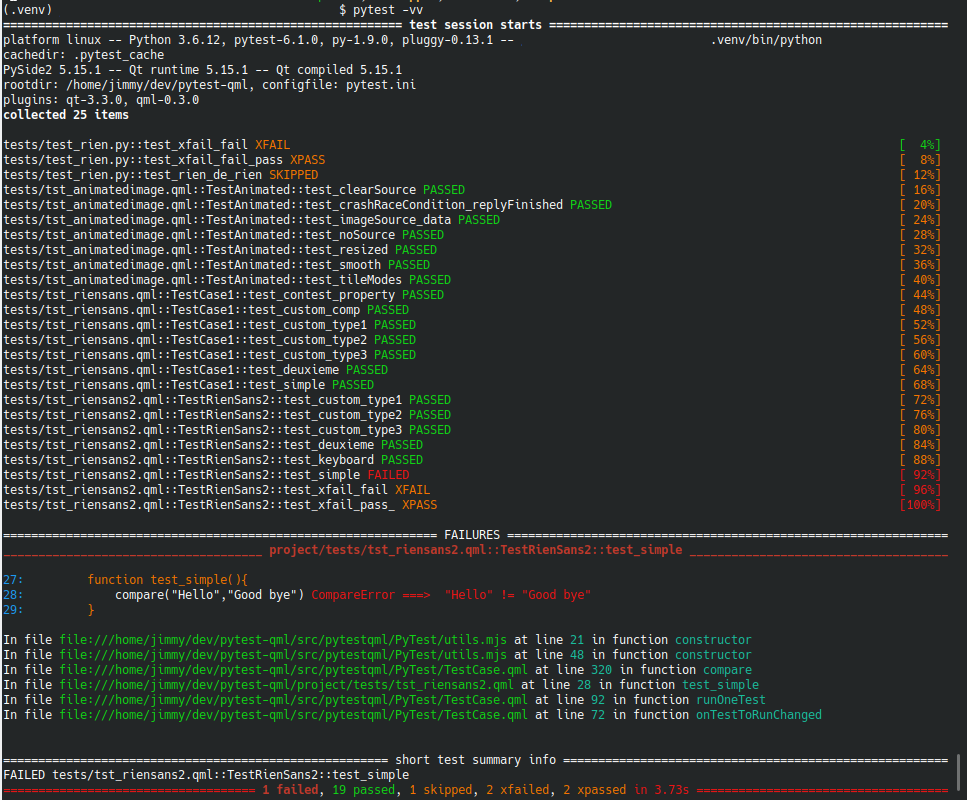 (.venv) $ pytest -vv
============================================================ test session starts ============================================================
platform linux -- Python 3.6.12, pytest-6.1.0, py-1.9.0, pluggy-0.13.1 -- .venv/bin/python
cachedir: .pytest_cache
PySide2 5.15.1 -- Qt runtime 5.15.1 -- Qt compiled 5.15.1
rootdir: /home/jimmy/dev/pytest-qml, configfile: pytest.ini
plugins: qt-3.3.0, qml-0.3.0
collected 25 items
tests/test_rien.py::test_xfail_fail XFAIL [  4%]
tests/test_rien.py::test_xfail_fail_pass XPASS [  8%]
tests/test_rien.py::test_rien_de_rien SKIPPED [ 12%]
tests/tst_animatedimage.qml::TestAnimated::test_clearSource PASSED [ 16%]
tests/tst_animatedimage.qml::TestAnimated::test_crashRaceCondition_replyFinished PASSED [ 20%]
tests/tst_animatedimage.qml::TestAnimated::test_imageSource_data PASSED [ 24%]
tests/tst_animatedimage.qml::TestAnimated::test_noSource PASSED [ 28%]
tests/tst_animatedimage.qml::TestAnimated::test_resized PASSED [ 32%]
tests/tst_animatedimage.qml::TestAnimated::test_smooth PASSED [ 36%]
tests/tst_animatedimage.qml::TestAnimated::test_tileModes PASSED [ 40%]
tests/tst_riensans.qml::TestCase1::test_contest_property PASSED [ 44%]
tests/tst_riensans.qml::TestCase1::test_custom_comp PASSED [ 48%]
tests/tst_riensans.qml::TestCase1::test_custom_type1 PASSED [ 52%]
tests/tst_riensans.qml::TestCase1::test_custom_type2 PASSED [ 56%]
tests/tst_riensans.qml::TestCase1::test_custom_type3 PASSED [ 60%]
tests/tst_riensans.qml::TestCase1::test_deuxieme PASSED [ 64%]
tests/tst_riensans.qml::TestCase1::test_simple PASSED [ 68%]
tests/tst_riensans2.qml::TestRienSans2::test_custom_type1 PASSED [ 72%]
tests/tst_riensans2.qml::TestRienSans2::test_custom_type2 PASSED [ 76%]
tests/tst_riensans2.qml::TestRienSans2::test_custom_type3 PASSED [ 80%]
tests/tst_riensans2.qml::TestRienSans2::test_deuxieme PASSED [ 84%]
tests/tst_riensans2.qml::TestRienSans2::test_keyboard PASSED [ 88%]
tests/tst_riensans2.qml::TestRienSans2::test_simple FAILED [ 92%]
tests/tst_riensans2.qml::TestRienSans2::test_xfail_fail XFAIL [ 96%]
tests/tst_riensans2.qml::TestRienSans2::test_xfail_pass_ XPASS [100%]
============================================================== FAILURES ===============================================================
_____________________________________ project/tests/tst_riensans2.qml::TestRienSans2::test_simple _____________________________________
27: function test_simple(){
28: compare("Hello","Good bye") CompareError ===>  "Hello" != "Good bye"
29: }
In file file:///home/jimmy/dev/pytest-qml/src/pytestqml/PyTest/utils.mjs at line 21 in function constructor
In file file:///home/jimmy/dev/pytest-qml/src/pytestqml/PyTest/utils.mjs at line 48 in function constructor
In file file:///home/jimmy/dev/pytest-qml/src/pytestqml/PyTest/TestCase.qml at line 320 in function compare
In file file:///home/jimmy/dev/pytest-qml/project/tests/tst_riensans2.qml at line 28 in function test_simple
In file file:///home/jimmy/dev/pytest-qml/src/pytestqml/PyTest/TestCase.qml at line 92 in function runOneTest
In file file:///home/jimmy/dev/pytest-qml/src/pytestqml/PyTest/TestCase.qml at line 72 in function onTestToRunChanged
======================================================= short test summary info =======================================================
FAILED tests/tst_riensans2.qml::TestRienSans2::test_simple
==================================== 1 failed, 19 passed, 1 skipped, 2 xfailed, 2 xpassed in 3.73s ====================================